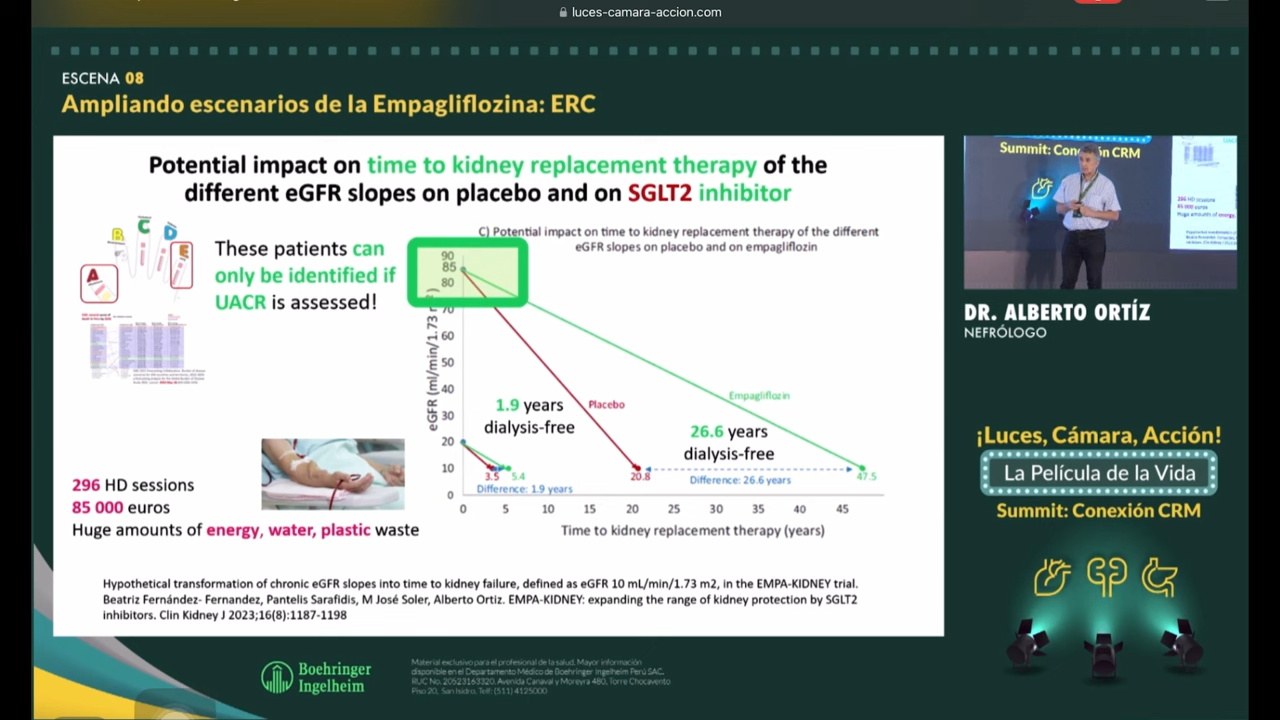 luces-camara-accion.com
ESCENA 08
Ampliando escenarios de la Empagliflozina: ERC
Potential impact on time to kidney replacement therapy of the
different eGFR slopes on placebo and on SGLT2 inhibitor
A
B
C
D
E
These patients can
only be identified if
UACR is assessed!
C) Potential impact on time to kidney replacement therapy of the different
eGFR slopes on placebo and on empagliflozin
eGFR (ml/min/1.73
90
85
80
70
60
50
40
30
20
10
0
1.9 years
dialysis-free
Placebo
Empagliflozin
26.6 years
dialysis-free
3.5
5.4
Difference: 1.9 years
20.8
Difference: 26.6 years
47.5
0 5 10 15 20 25 30 35 40 45
Time to kidney replacement therapy (years)
296 HD sessions
85 000 euros
Huge amounts of energy, water, plastic waste
Hypothetical transformation of chronic eGFR slopes into time to kidney failure, defined as eGFR 10 mL/min/1.73 m2, in the EMPA-KIDNEY trial.
Beatriz Fernández- Fernandez, Pantelis Sarafidis, M José Soler, Alberto Ortiz. EMPA-KIDNEY: expanding the range of kidney protection by SGLT2
inhibitors. Clin Kidney J 2023;16(8):1187-1198
Summit: Conexión CRM
296 HD sessions
85 000 euros
Huge amounts of energy,
DR. ALBERTO ORTÍZ
NEFRÓLOGO
¡Luces, Cámara, Acción!
La Película de la Vida
Summit: Conexión CRM
Boehringer
Ingelheim
Material exclusivo para el profesional de la salud. Mayor información
disponible en el Departamento Médico de Boehringer Ingelheim Perú SAC.
RUC No. 20523163320. Avenida Canaval y Moreyra 480, Torre Chocavento
Piso 20, San Isidro. Telf: (511) 4125000